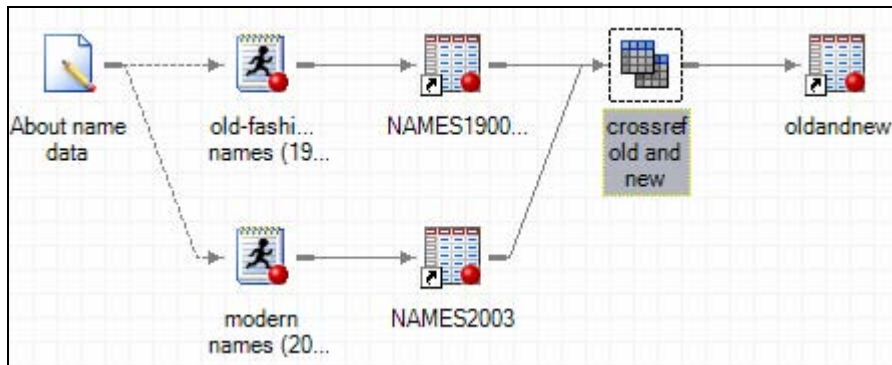 About name
data
old-fashi...
names (19...
NAMES1900...
crossref
old and
new
oldandnew
modern
names (20...
NAMES2003